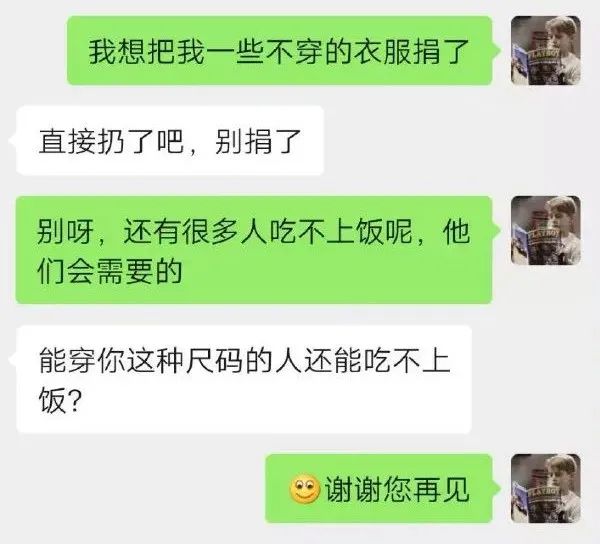 我想把我一些不穿的衣服捐了
直接扔了吧，别捐了
别呀，还有很多人吃不上饭呢，他
们会需要的
能穿你这种尺码的人还能吃不上
饭？
谢谢您再见